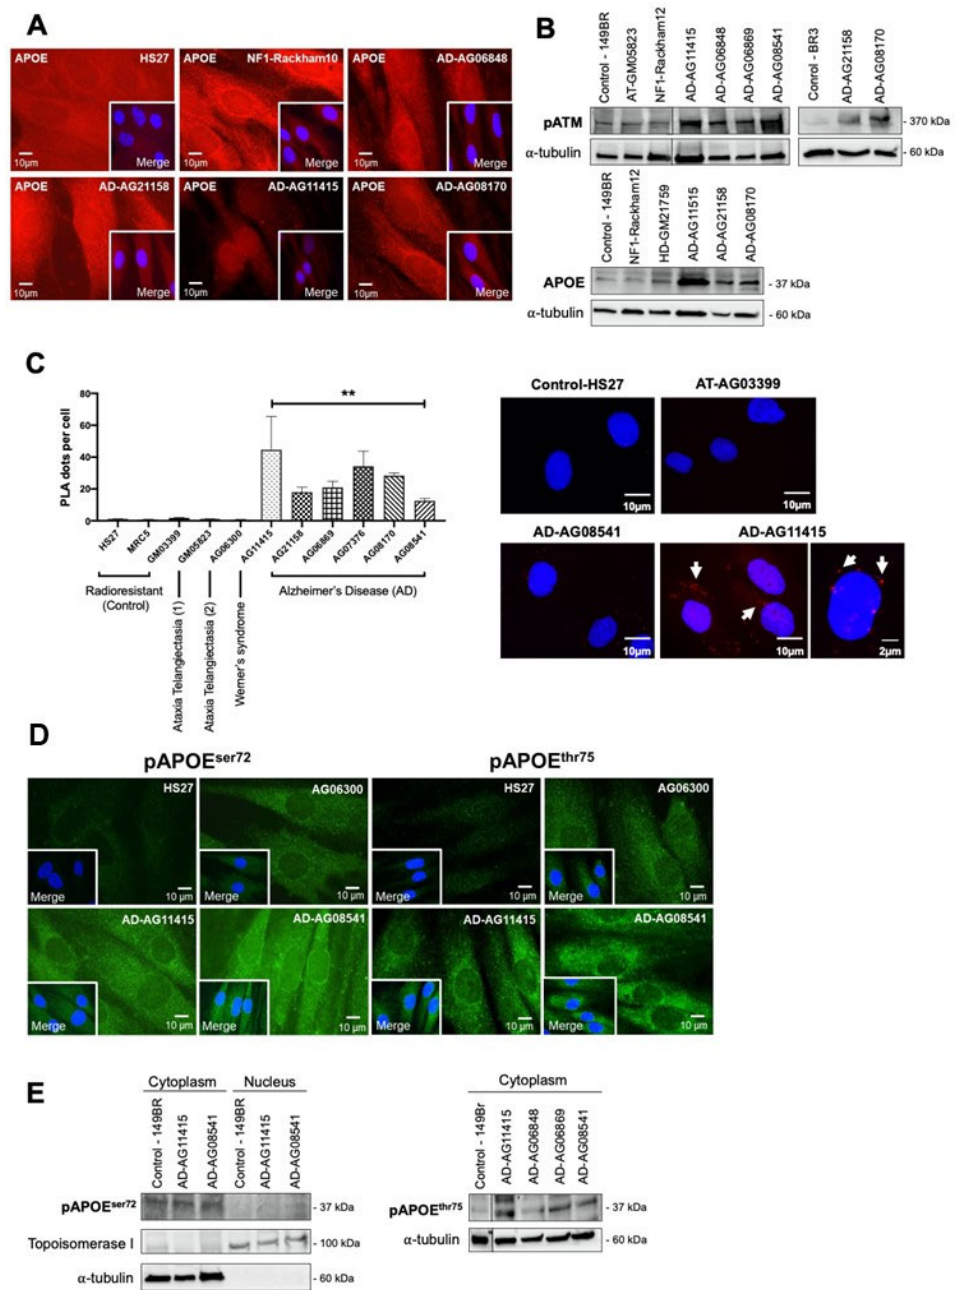 A
APOE HS27
10µm
Merge
APOE NF1-Rackham10
10µm
Merge
APOE AD-AG06848
10µm
Merge
APOE AD-AG21158
10µm
Merge
APOE AD-AG11415
10µm
Merge
APOE AD-AG08170
10µm
Merge
B
Control - 149BR
AT-GM05823
NF1-Rackham12
AD-AG11415
AD-AG06848
AD-AG06869
AD-AG08541
Conrol - BR3
AD-AG21158
AD-AG08170
pATM
- 370 kDa
α-tubulin
- 60 kDa
Control - 149BR
NF1-Rackham12
HD-GM21759
AD-AG11515
AD-AG21158
AD-AG08170
APOE
- 37 kDa
α-tubulin
- 60 kDa
C
PLA dots per cell
80
60
40
20
0
**
HS27
MRC5
GM03399
GM05823
AG06300
AG11415
AG21158
AG06869
AG07376
AG08170
AG08541
Radioresistant
(Control)
Ataxia Telangiectasia (1)
Ataxia Telangiectasia (2)
Werner's syndrome
Alzheimer's Disease (AD)
Control-HS27
10µm
AT-AG03399
10µm
AD-AG08541
10µm
AD-AG11415
10µm
2µm
D
pAPOEser72
pAPOEthr75
HS27
Merge
10 µm
AG06300
Merge
10 µm
HS27
Merge
10 µm
AG06300
Merge
10 µm
AD-AG11415
Merge
10 µm
AD-AG08541
Merge
10 µm
AD-AG11415
Merge
10 µm
AD-AG08541
Merge
10 µm
E
Cytoplasm Nucleus
Control - 149BR
AD-AG11415
AD-AG08541
Control - 149BR
AD-AG11415
AD-AG08541
pAPOEser72
- 37 kDa
Topoisomerase I
- 100 kDa
α-tubulin
- 60 kDa
Cytoplasm
Control - 149Br
AD-AG11415
AD-AG06848
AD-AG06869
AD-AG08541
pAPOEthr75
- 37 kDa
α-tubulin
- 60 kDa